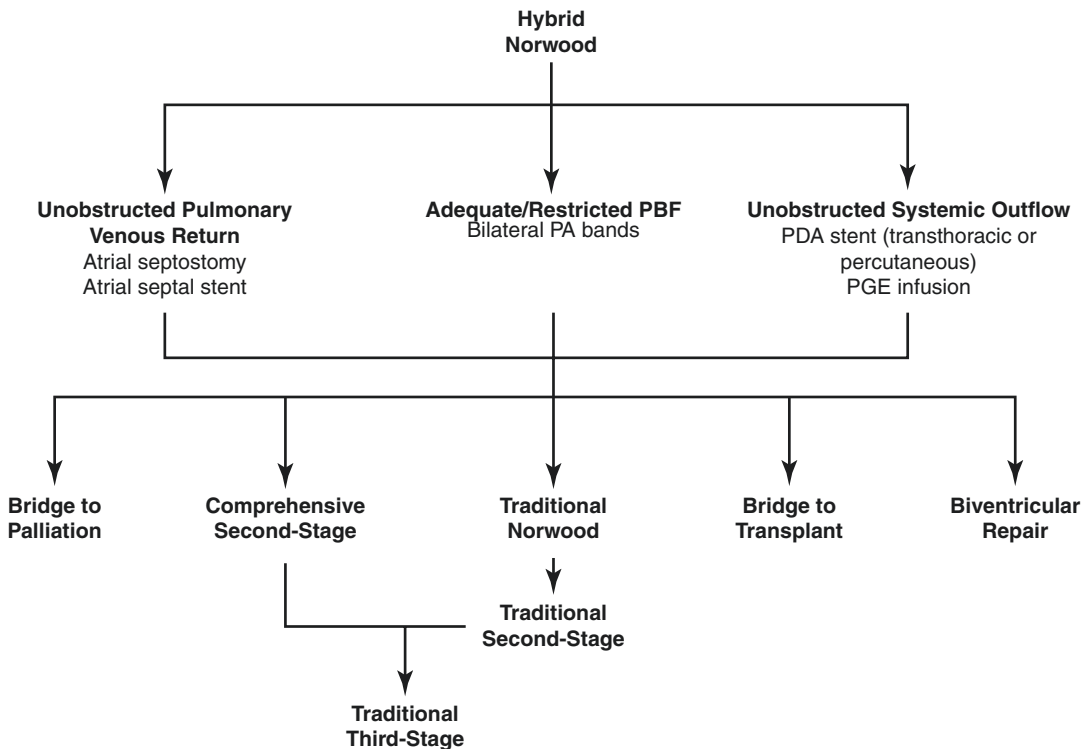 Hybrid
Norwood
Unobstructed Pulmonary
Venous Return
Atrial septostomy
Atrial septal stent
Adequate/Restricted PBF
Bilateral PA bands
Unobstructed Systemic Outflow
PDA stent (transthoracic or
percutaneous)
PGE infusion
Bridge to
Palliation
Comprehensive
Second-Stage
Traditional
Norwood
Bridge to
Transplant
Biventricular
Repair
Traditional
Second-Stage
Traditional
Third-Stage